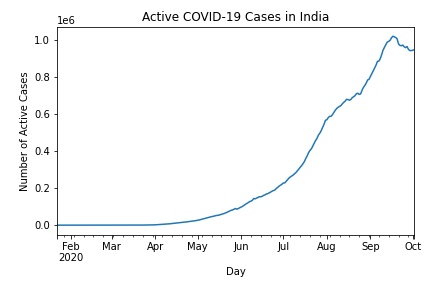 Active COVID-19 Cases in India
1e6
1.0
0.8
0.6
0.4
0.2
0.0
Number of Active Cases
Feb Mar Apr May Jun Jul Aug Sep Oct
2020
Day